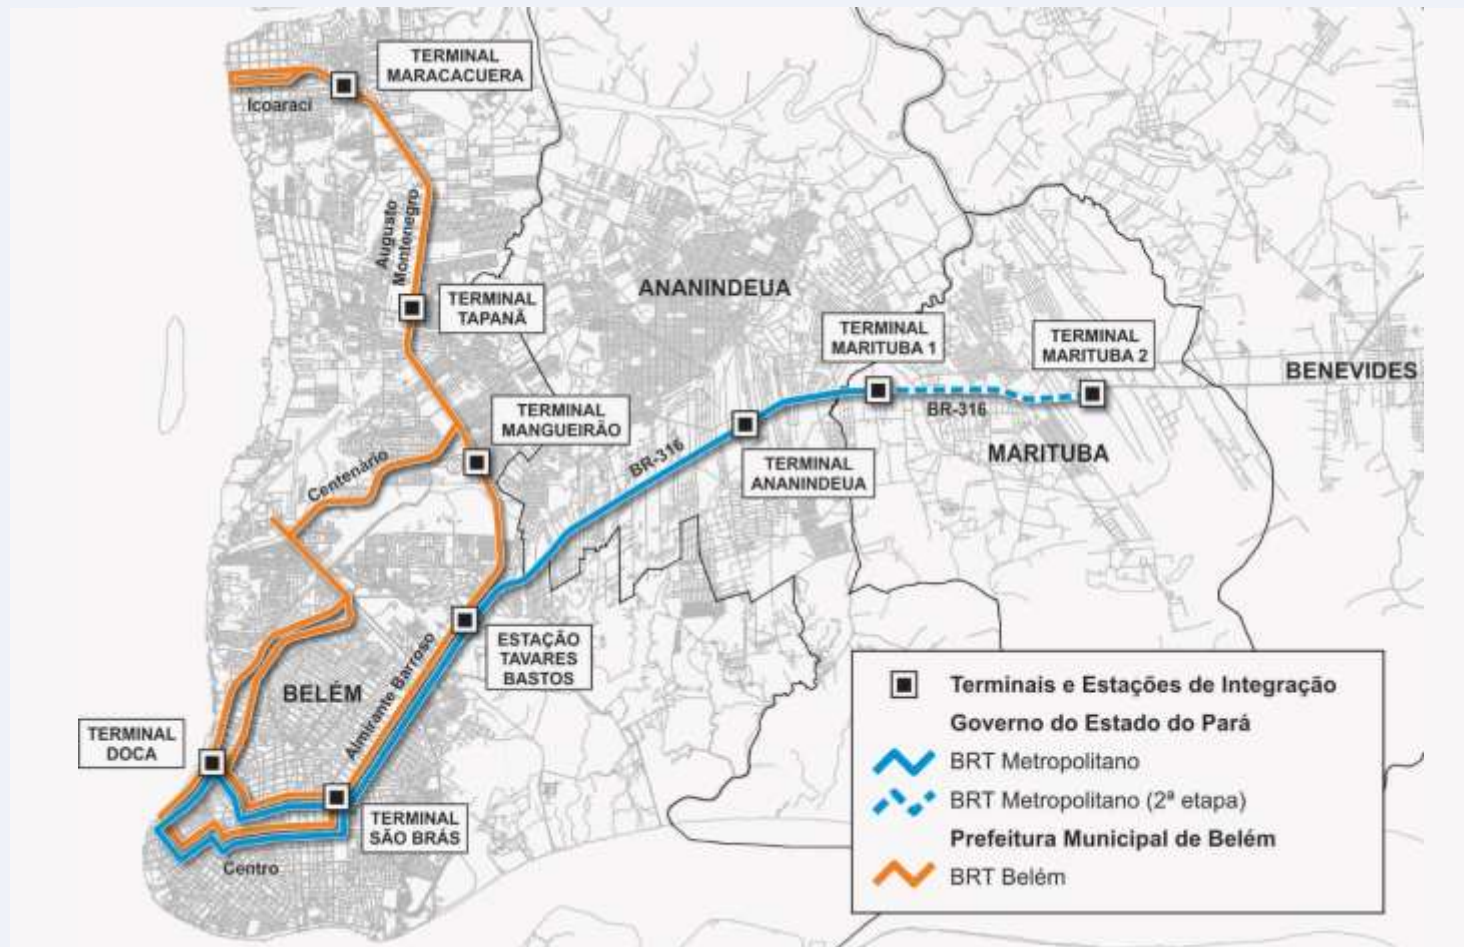 TERMINAL
MARACACUERA
Icoaraci
Augusto
Montenegro
TERMINAL
TAPANÃ
ANANINDEUA
TERMINAL
MARITUBA 1
TERMINAL
MARITUBA 2
BENEVIDES
BR-316
TERMINAL
MANGUEIRÃO
MARITUBA
BR-316
Centenário
TERMINAL
ANANINDEUA
ESTAÇÃO
TAVARES
BASTOS
Almirante Barroso
BELÉM
TERMINAL
DOCA
TERMINAL
SÃO BRÁS
Centro
Terminais e Estações de Integração
Governo do Estado do Pará
BRT Metropolitano
BRT Metropolitano (2ª etapa)
Prefeitura Municipal de Belém
BRT Belém